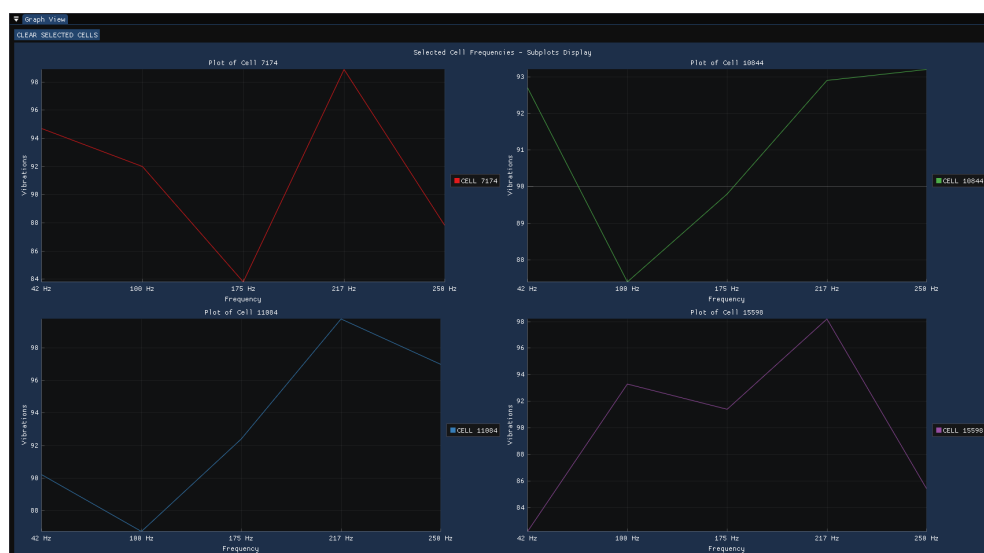 Graph View
CLEAR SELECTED CELLS
Selected Cell Frequencies - Subplots Display
Plot of Cell 7174
98
96
94
92
90
88
86
84
Vibrations
42 Hz 100 Hz 175 Hz 217 Hz 250 Hz
Frequency
CELL 7174
Plot of Cell 10844
93
92
91
90
89
88
Vibrations
42 Hz 100 Hz 175 Hz 217 Hz 250 Hz
Frequency
CELL 10844
Plot of Cell 11084
98
96
94
92
90
88
Vibrations
42 Hz 100 Hz 175 Hz 217 Hz 250 Hz
Frequency
CELL 11084
Plot of Cell 15598
98
96
94
92
90
88
86
84
Vibrations
42 Hz 100 Hz 175 Hz 217 Hz 250 Hz
Frequency
CELL 15598